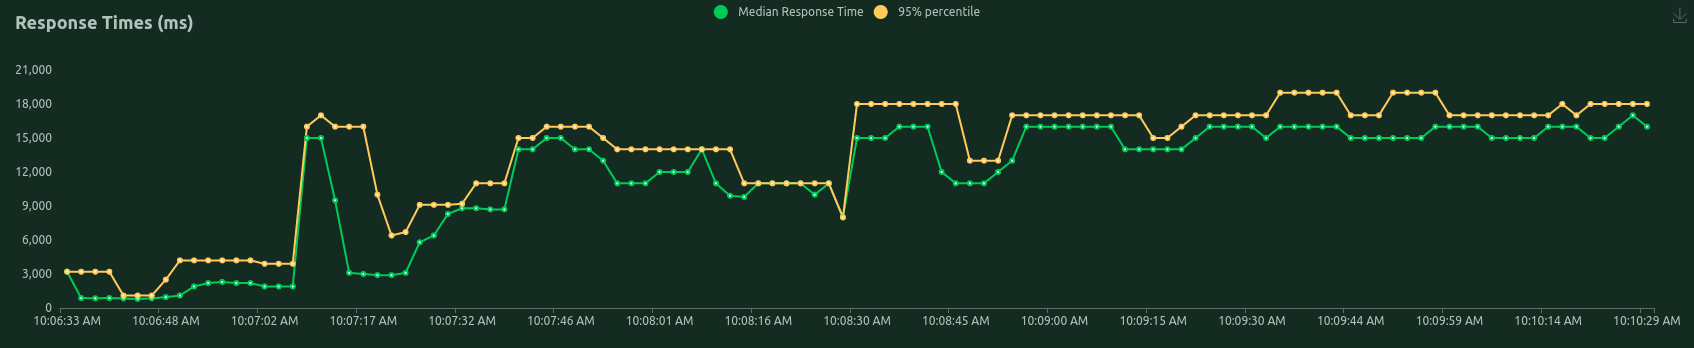 Response Times (ms)
Median Response Time
95% percentile
21,000
18,000
15,000
12,000
9,000
6,000
3,000
0
10:06:33 AM
10:06:48 AM
10:07:02 AM
10:07:17 AM
10:07:32 AM
10:07:46 AM
10:08:01 AM
10:08:16 AM
10:08:30 AM
10:08:45 AM
10:09:00 AM
10:09:15 AM
10:09:30 AM
10:09:44 AM
10:09:59 AM
10:10:14 AM
10:10:29 AM